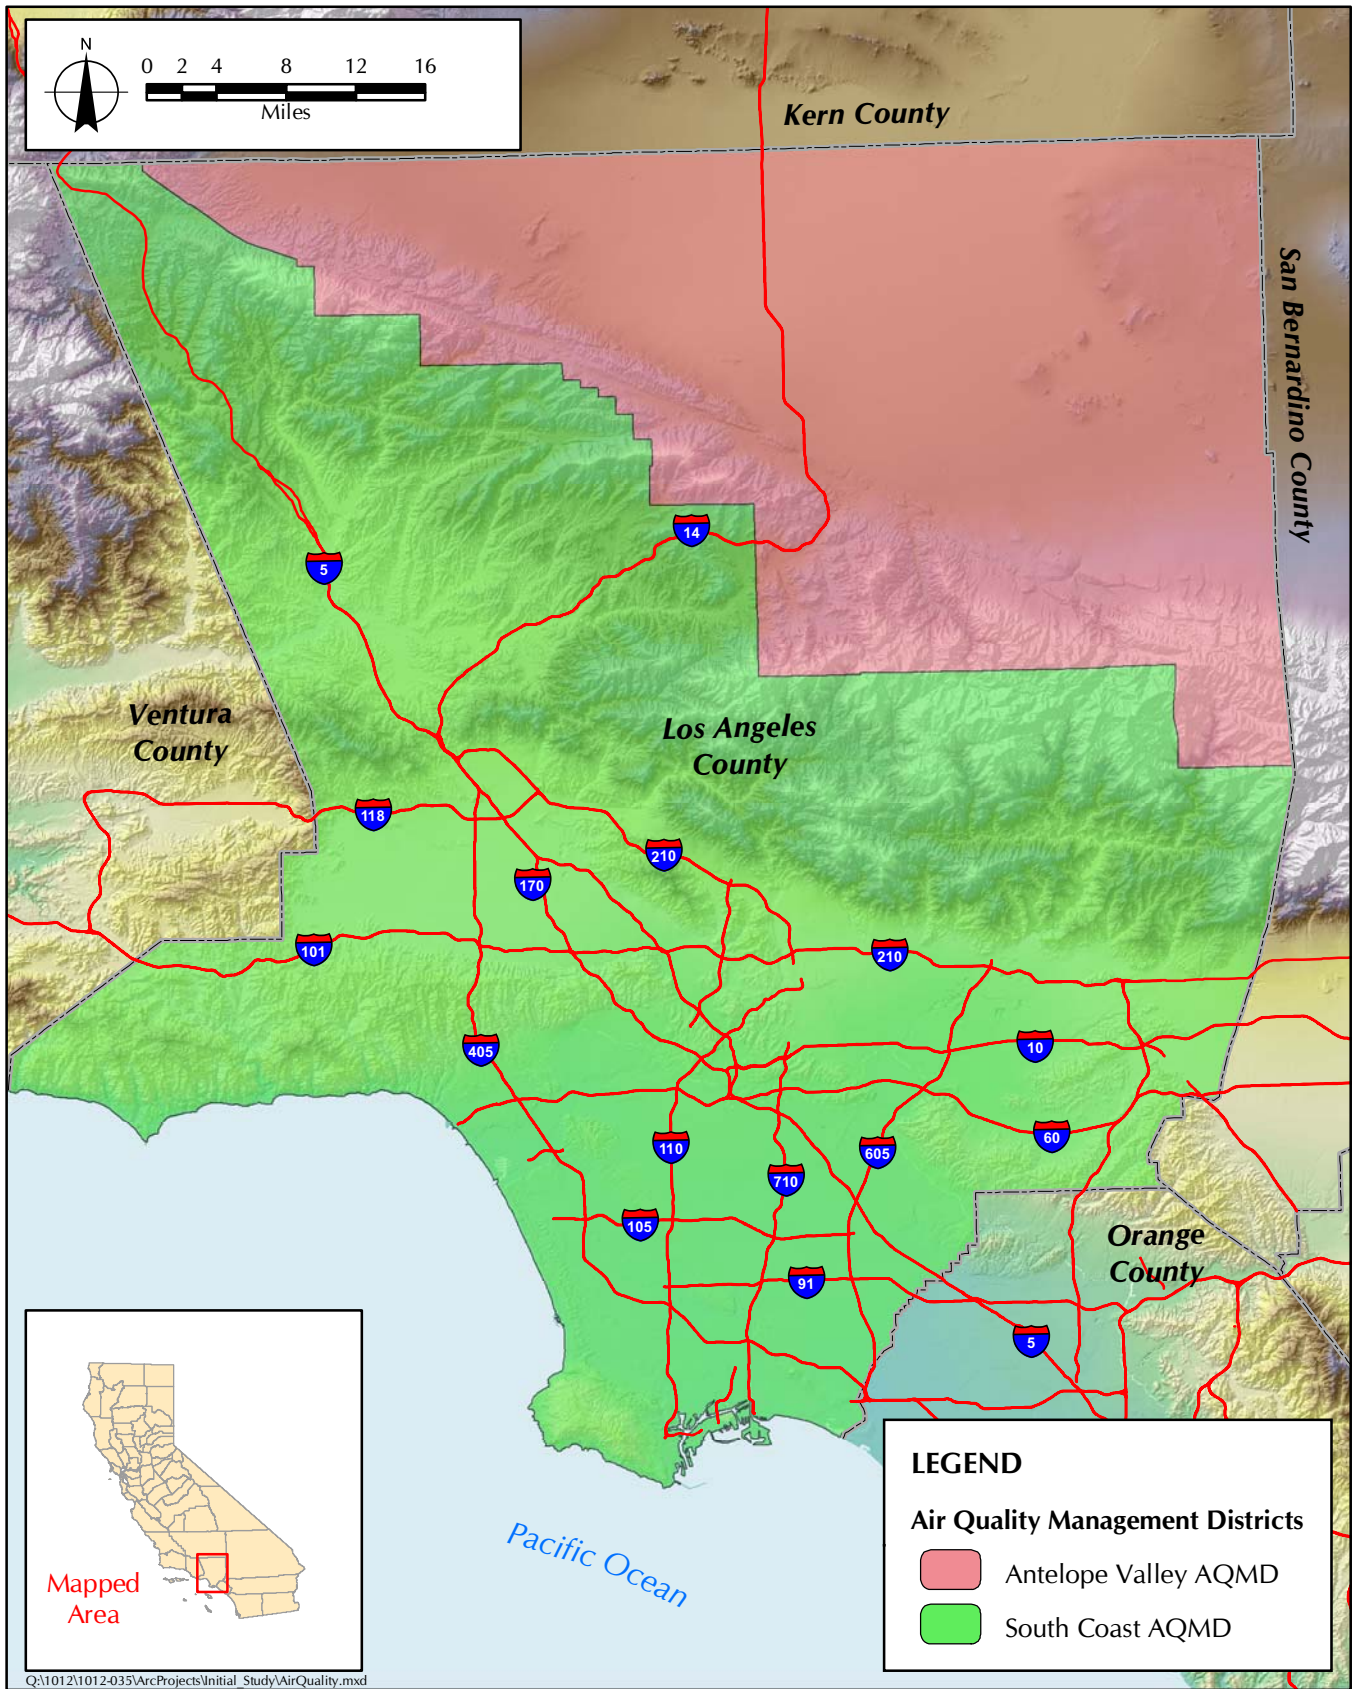 N
0 2 4 8 12 16
Miles
Kern County
San Bernardino County
14
5
Ventura
County
Los Angeles
County
118
210
170
101
210
405
10
60
110
605
710
105
Orange
County
91
5
Pacific Ocean
Mapped
Area
LEGEND
Air Quality Management Districts
Antelope Valley AQMD
South Coast AQMD
Q:\1012\1012-035\ArcProjects\Initial_Study\AirQuality.mxd